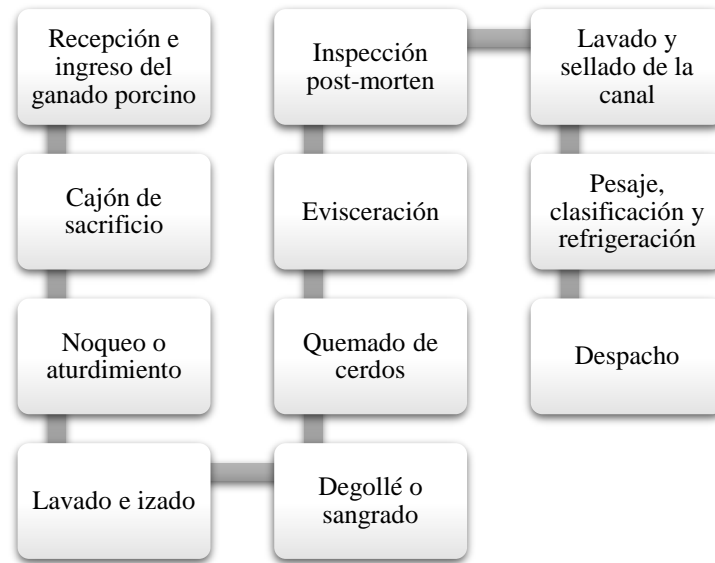 Recepción e
ingreso del
ganado porcino
Cajón de
sacrificio
Noqueo o
aturdimiento
Lavado e izado
Degollé o
sangrado
Quemado de
cerdos
Evisceración
Inspección
post-morten
Lavado y
sellado de la
canal
Pesaje,
clasificación y
refrigeración
Despacho